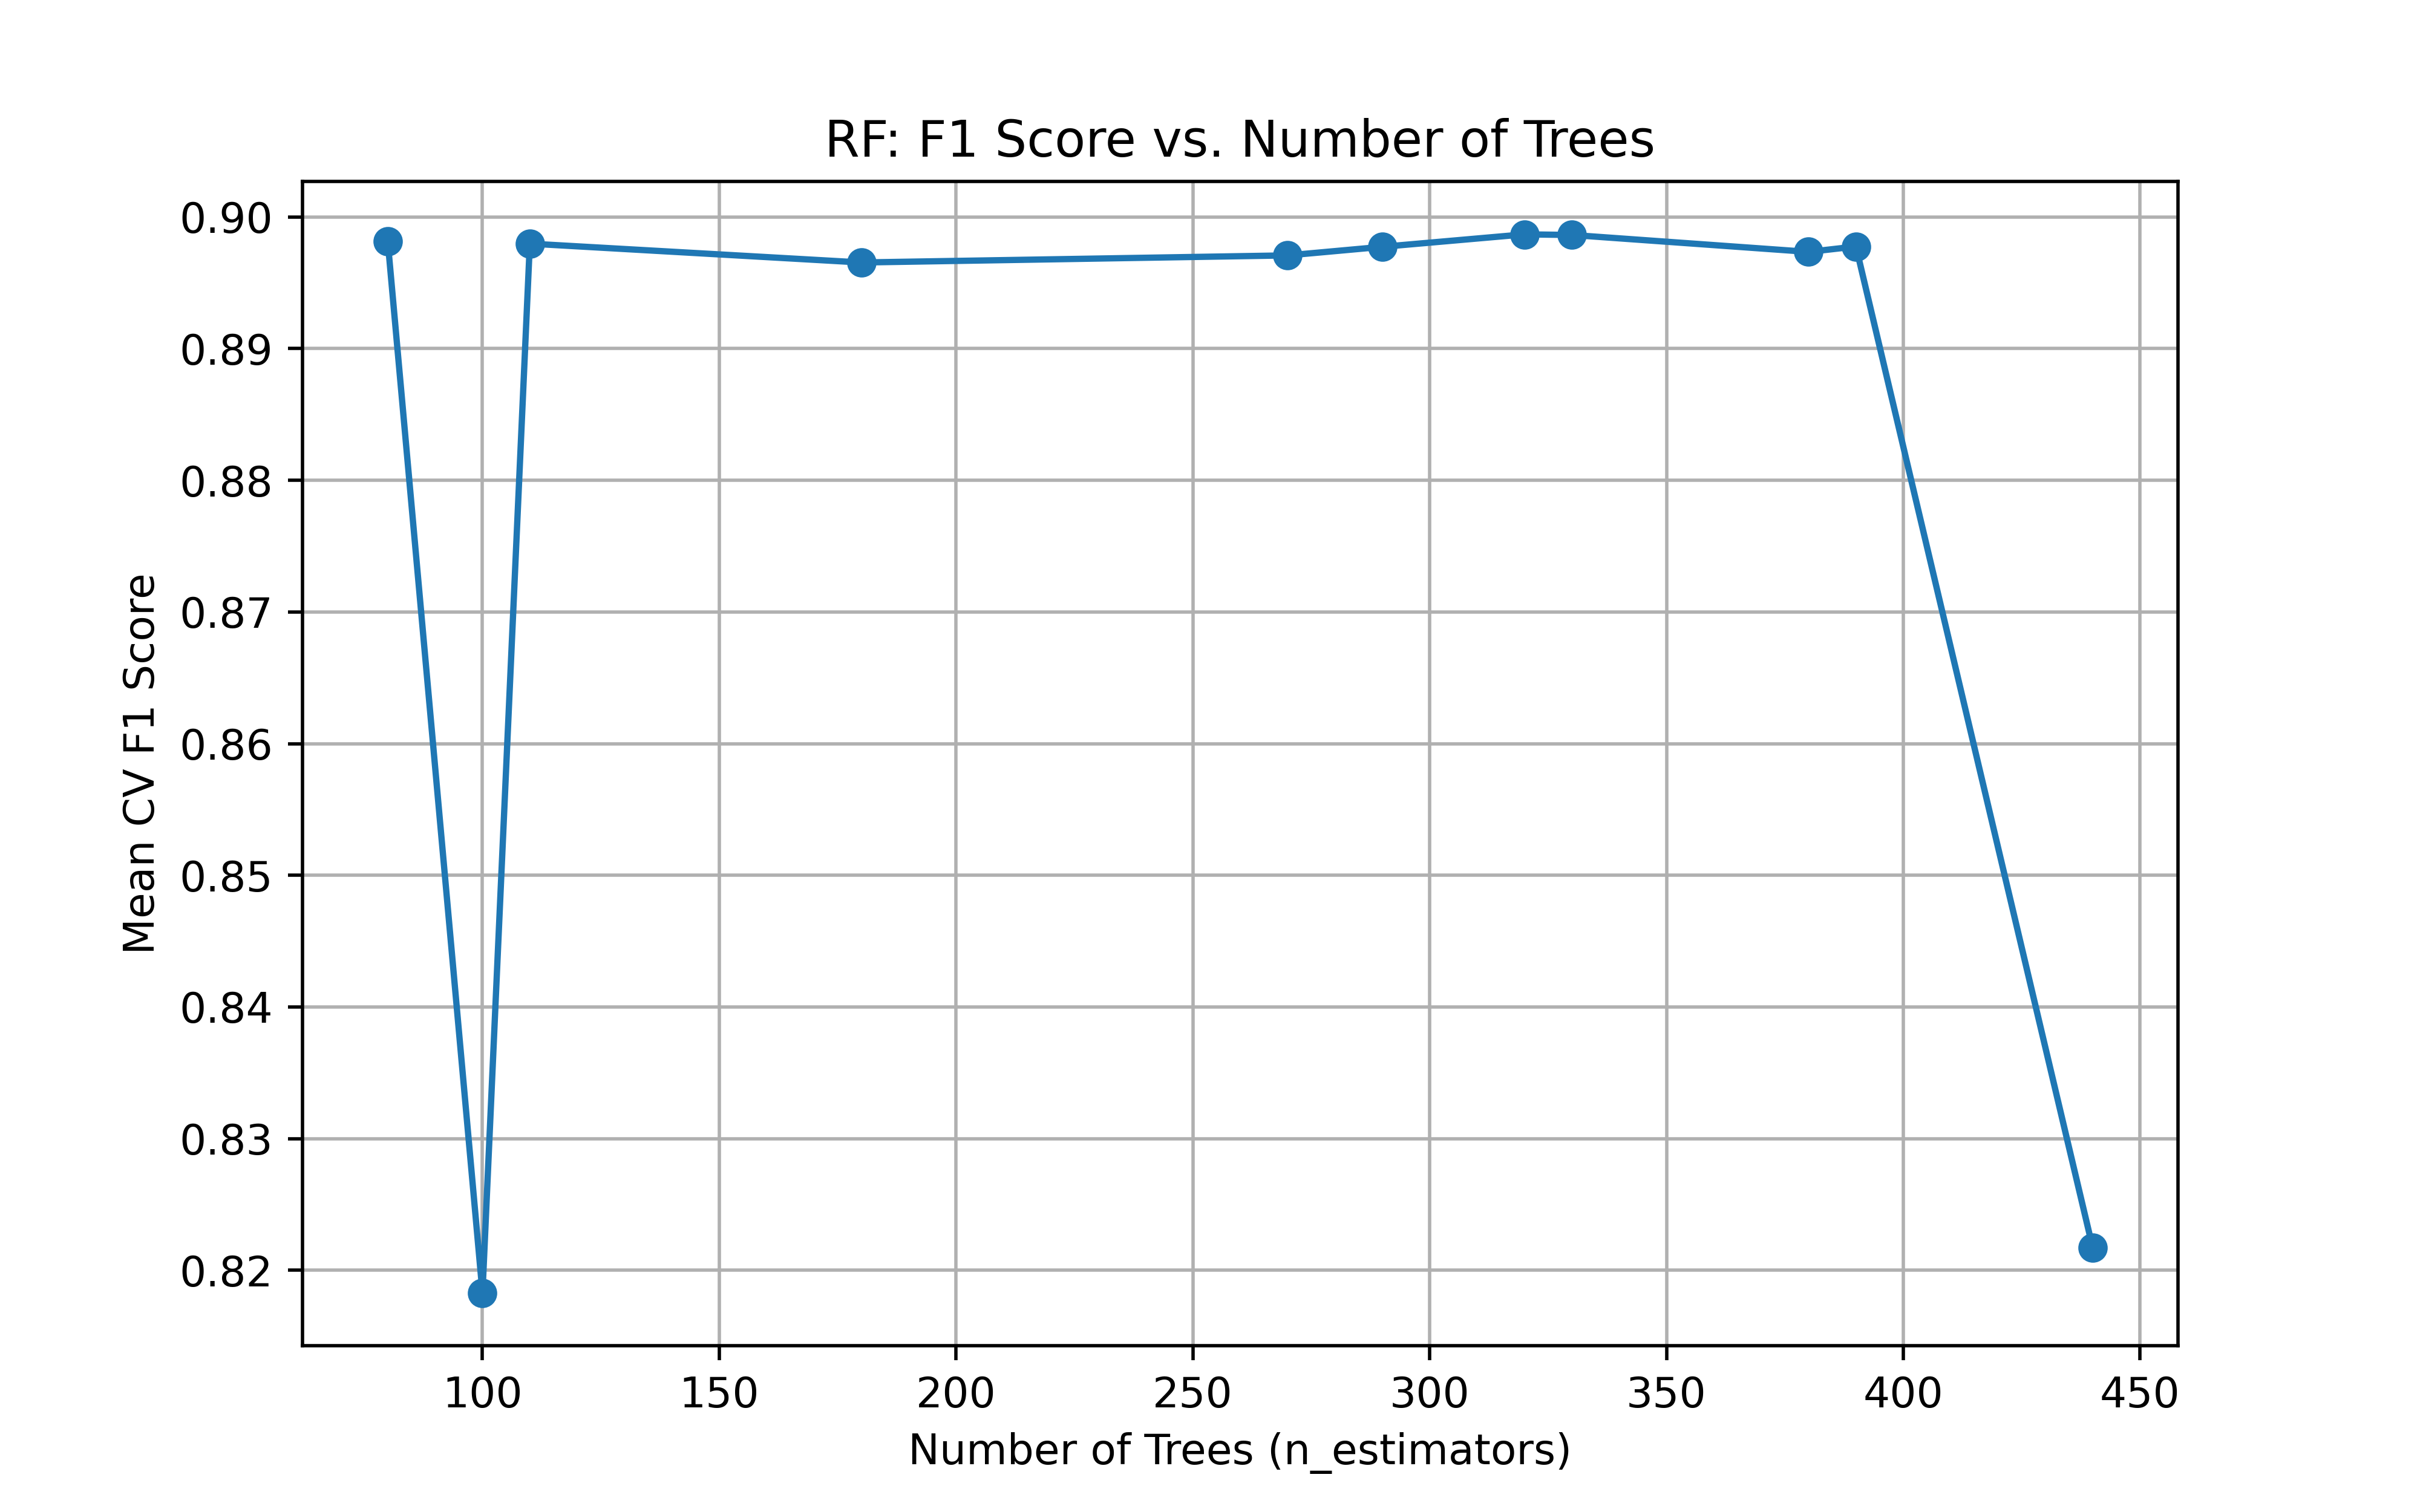 RF: F1 Score vs. Number of Trees
Mean CV F1 Score
0.90
0.89
0.88
0.87
0.86
0.85
0.84
0.83
0.82
100 150 200 250 300 350 400 450
Number of Trees (n_estimators)